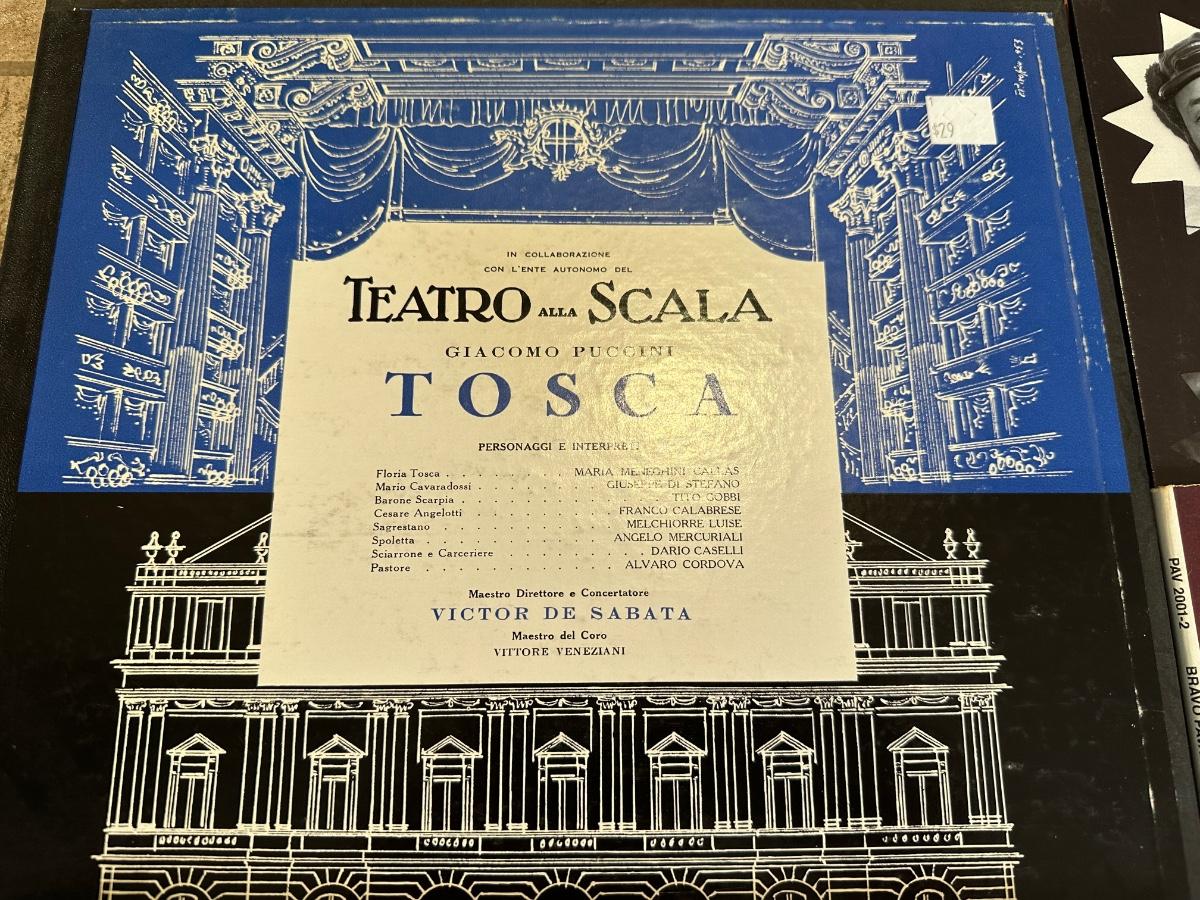 $29
IN COLLABORAZIONE
CON L'ENTE AUTONOMO DEL
TEATRO ALLA SCALA
GIACOMO PUCCINI
TOSCA
PERSONAGGI E INTERPRETI
Floria Tosca . . . . . . . . . MARIA MENEGHINI CALLAS
Mario Cavaradossi . . . . . . . . . GIUSEPPE DI STEFANO
Barone Scarpia . . . . . . . . . . . . TITO GOBBI
Cesare Angelotti . . . . . . . . . . FRANCO CALABRESE
Sagrestano . . . . . . . . . . . MELCHIORRE LUISE
Spoletta . . . . . . . . . . . ANGELO MERCURIALI
Sciarrone e Carceriere . . . . . . . . DARIO CASELLI
Pastore . . . . . . . . . . . . ALVARO CORDOVA
Maestro Direttore e Concertatore
VICTOR DE SABATA
Maestro del Coro
VITTORE VENEZIANI
PAV 2001-2